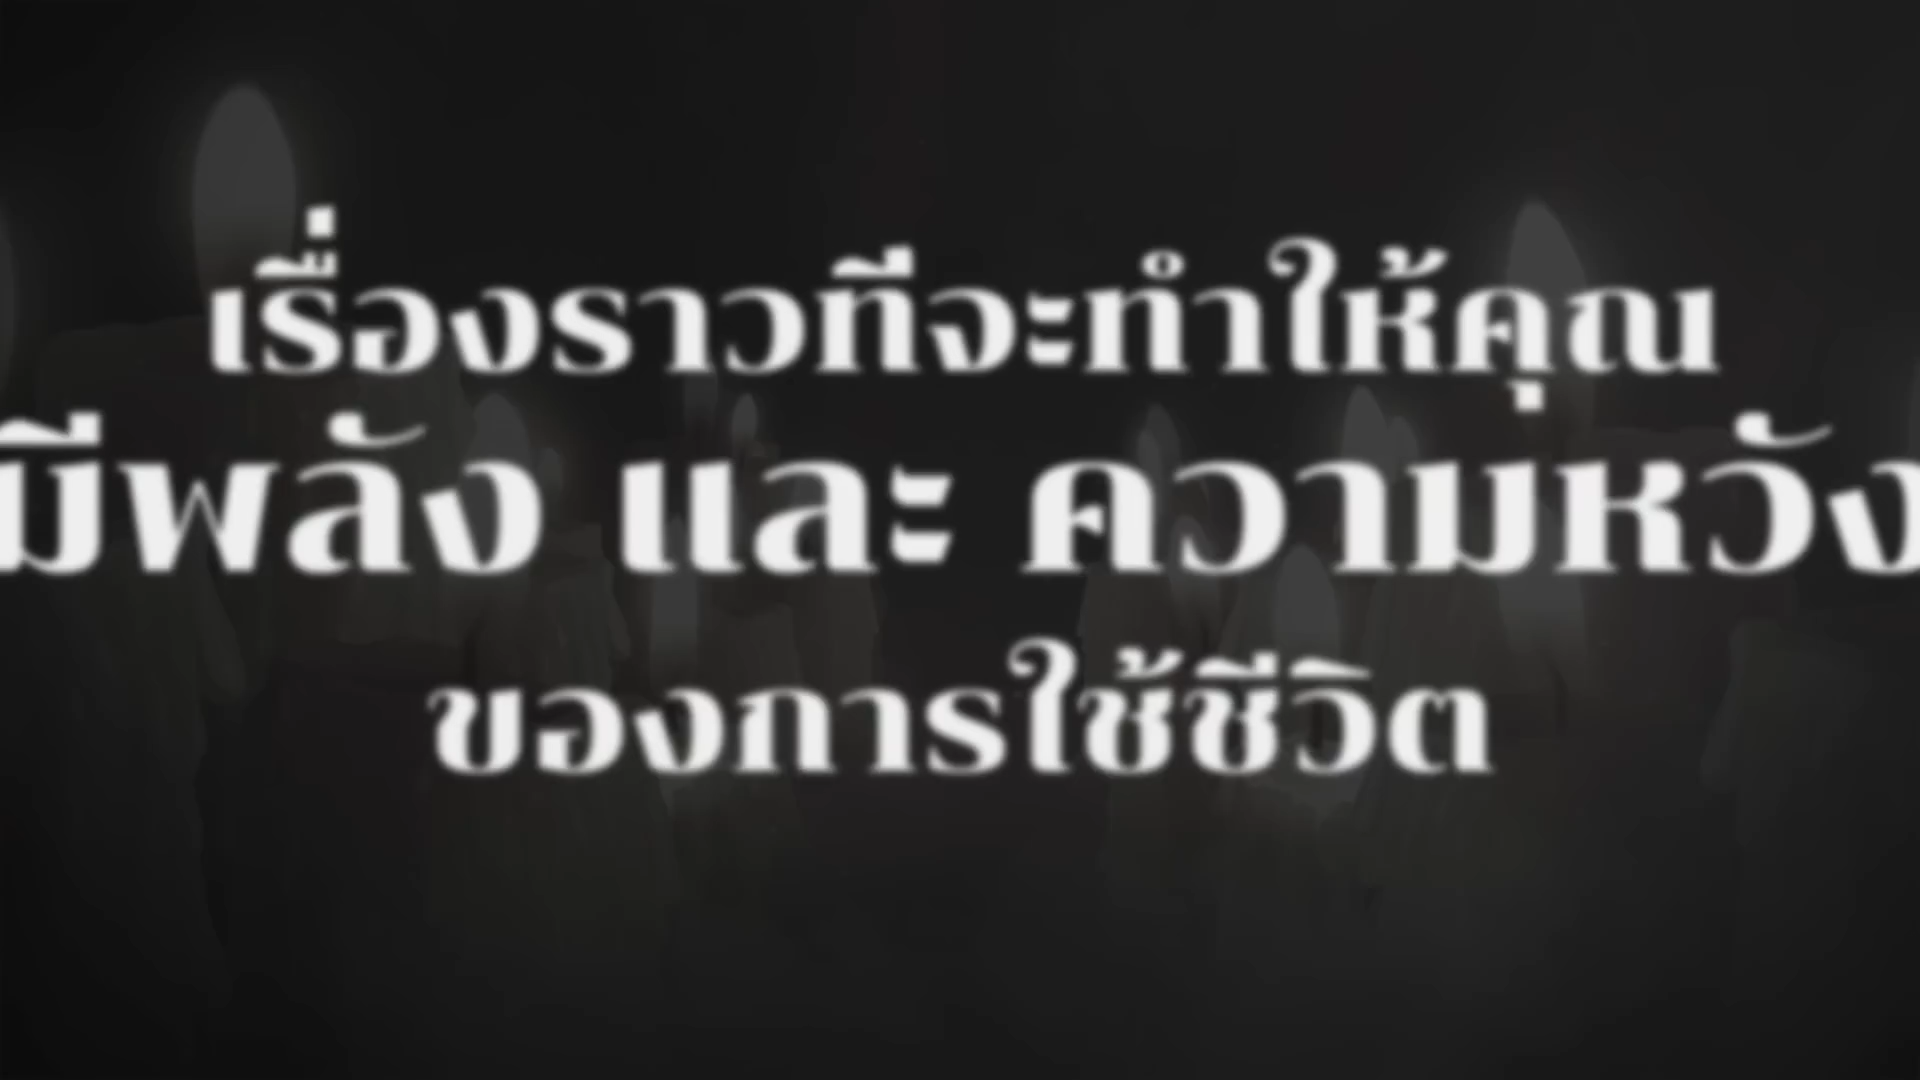 เรื่องราวที่จะทำให้คุณ
มีพลัง และ ความหวัง
ของการใช้ชีวิต